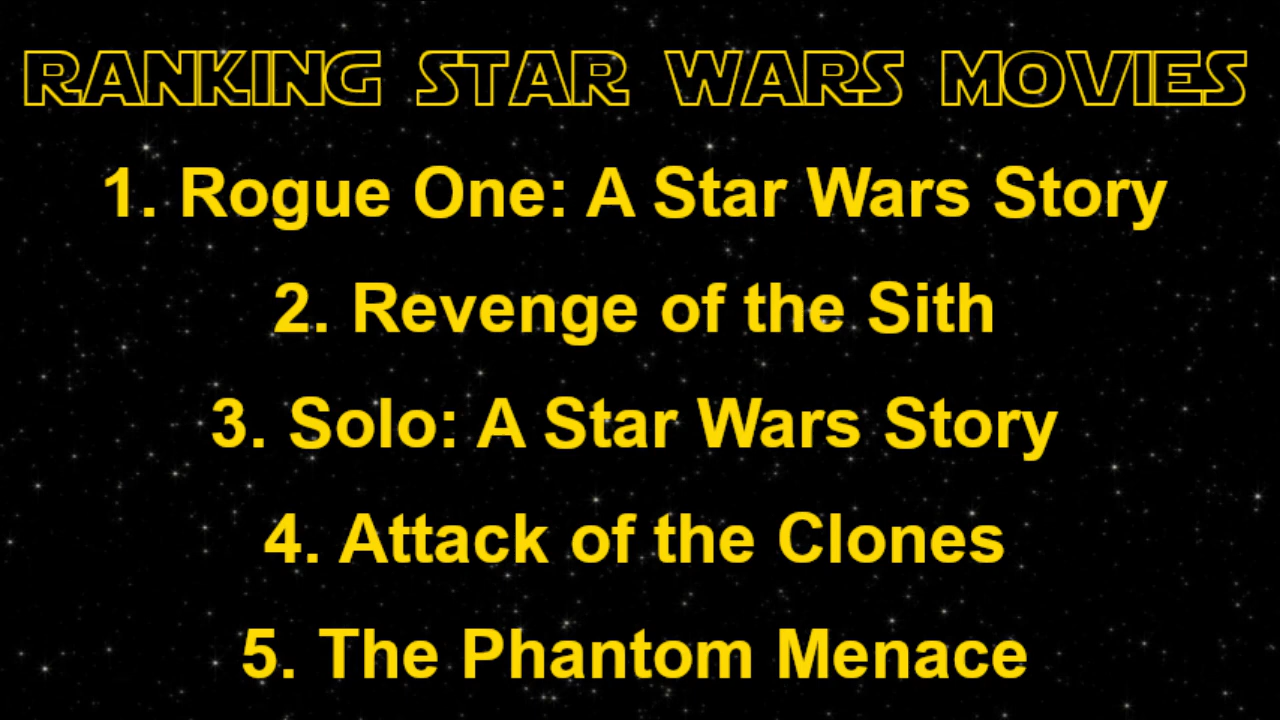 RANKING STAR WARS MOVIES
1. Rogue One: A Star Wars Story
2. Revenge of the Sith
3. Solo: A Star Wars Story
4. Attack of the Clones
5. The Phantom Menace